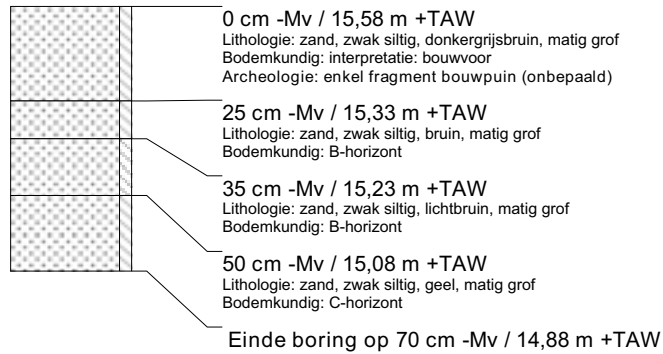 0 cm -Mv / 15,58 m +TAW
Lithologie: zand, zwak siltig, donkergrijsbruin, matig grof
Bodemkundig: interpretatie: bouwvoor
Archeologie: enkel fragment bouwpuin (onbepaald)
25 cm -Mv / 15,33 m +TAW
Lithologie: zand, zwak siltig, bruin, matig grof
Bodemkundig: B-horizont
35 cm -Mv / 15,23 m +TAW
Lithologie: zand, zwak siltig, lichtbruin, matig grof
Bodemkundig: B-horizont
50 cm -Mv / 15,08 m +TAW
Lithologie: zand, zwak siltig, geel, matig grof
Bodemkundig: C-horizont
Einde boring op 70 cm -Mv / 14,88 m +TAW